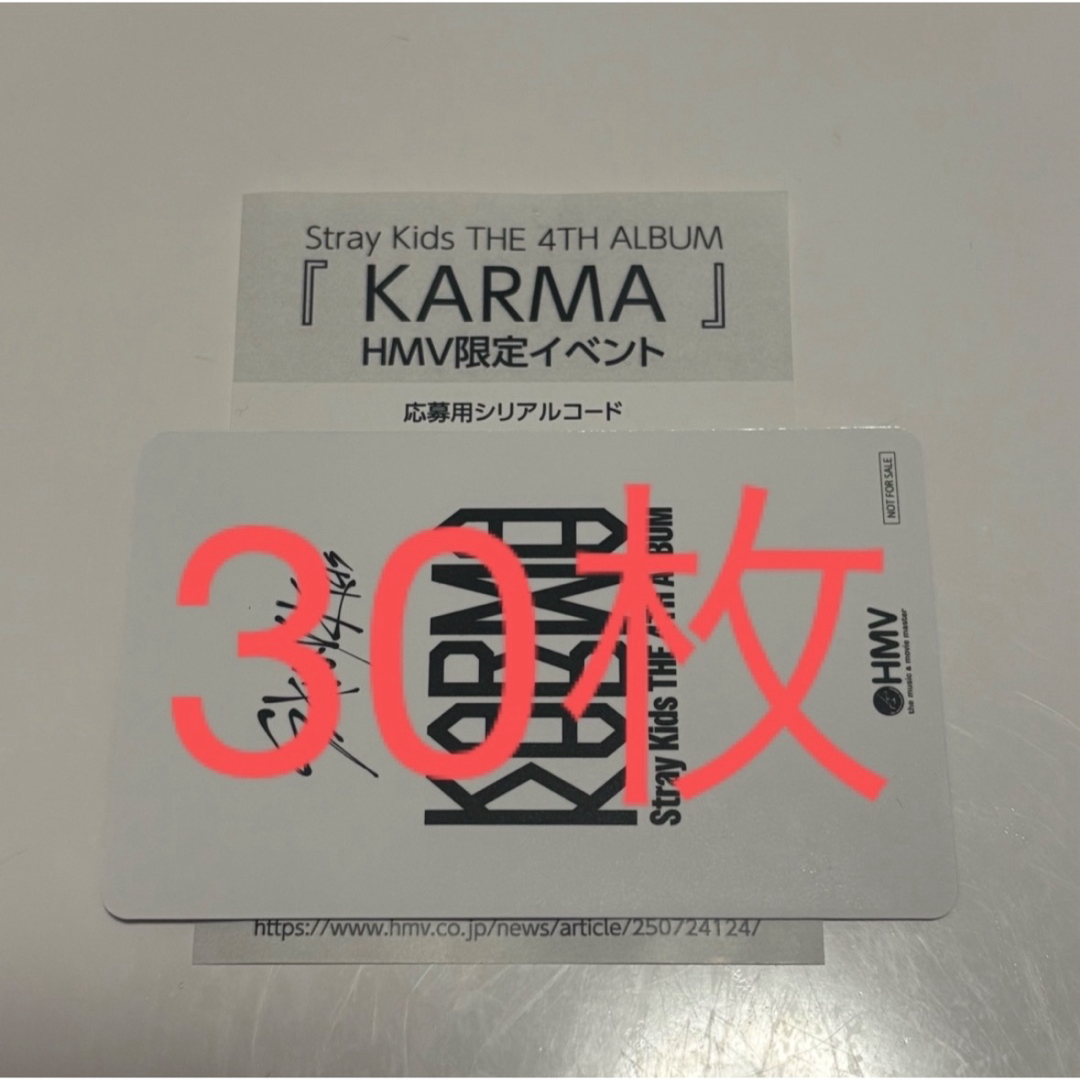 Stray Kids THE 4TH ALBUM
『 KARMA 』
HMV限定イベント
応募用シリアルコード
NOT FOR SALE
Stray Kids
KARMA
Stray Kids THE 4TH ALBUM
HMV
the music & movie master
30枚
https://www.hmv.co.jp/news/article/250724124/